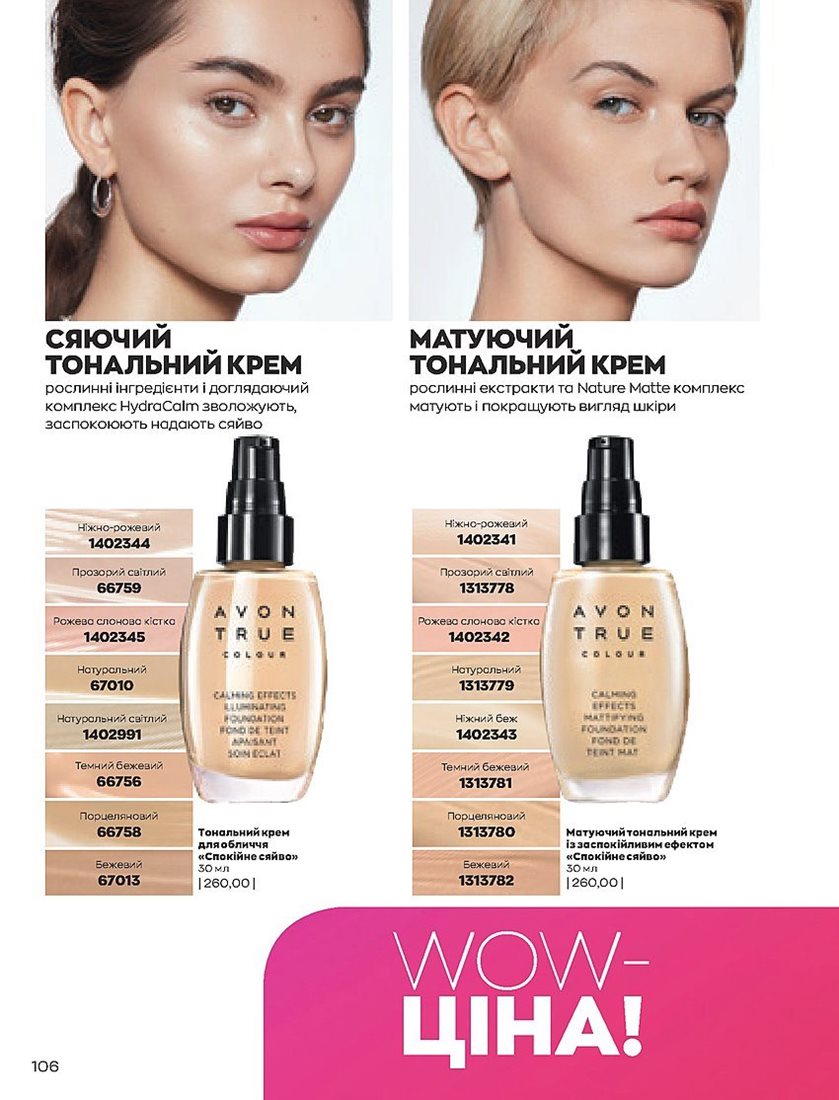 СЯЮЧИЙ
ТОНАЛЬНИЙ КРЕМ
рослинні інгредієнти і доглядаючий
комплекс HydraCalm зволожують,
заспокоюють надають сяйво
Ніжно-рожевий
1402344
Прозорий світлий
66759
Рожева слонова кістка
1402345
Натуральний
67010
Натуральний світлий
1402991
Темний бежевий
66756
Порцеляновий
66758
Бежевий
67013
AVON
TRUE
COLOUR
CALMING EFFECTS
ILLUMINATING
FOUNDATION
FOND DE TEINT
APAISANT
SOIN ECLAT
Тональний крем
для обличчя
«Спокійне сяйво»
30 мл
| 260,00 |
МАТУЮЧИЙ
ТОНАЛЬНИЙ КРЕМ
рослинні екстракти та Nature Matte комплекс
матують і покращують вигляд шкіри
Ніжно-рожевий
1402341
Прозорий світлий
1313778
Рожева слонова кістка
1402342
Натуральний
1313779
Ніжний беж
1402343
Темний бежевий
1313781
Порцеляновий
1313780
Бежевий
1313782
AVON
TRUE
COLOUR
CALMING
EFFECTS
MATTIFYING
FOUNDATION
FOND DE
TEINT MAT
Матуючий тональний крем
із заспокійливим ефектом
«Спокійне сяйво»
30 мл
| 260,00 |
WOW-
ЦІНА!
106